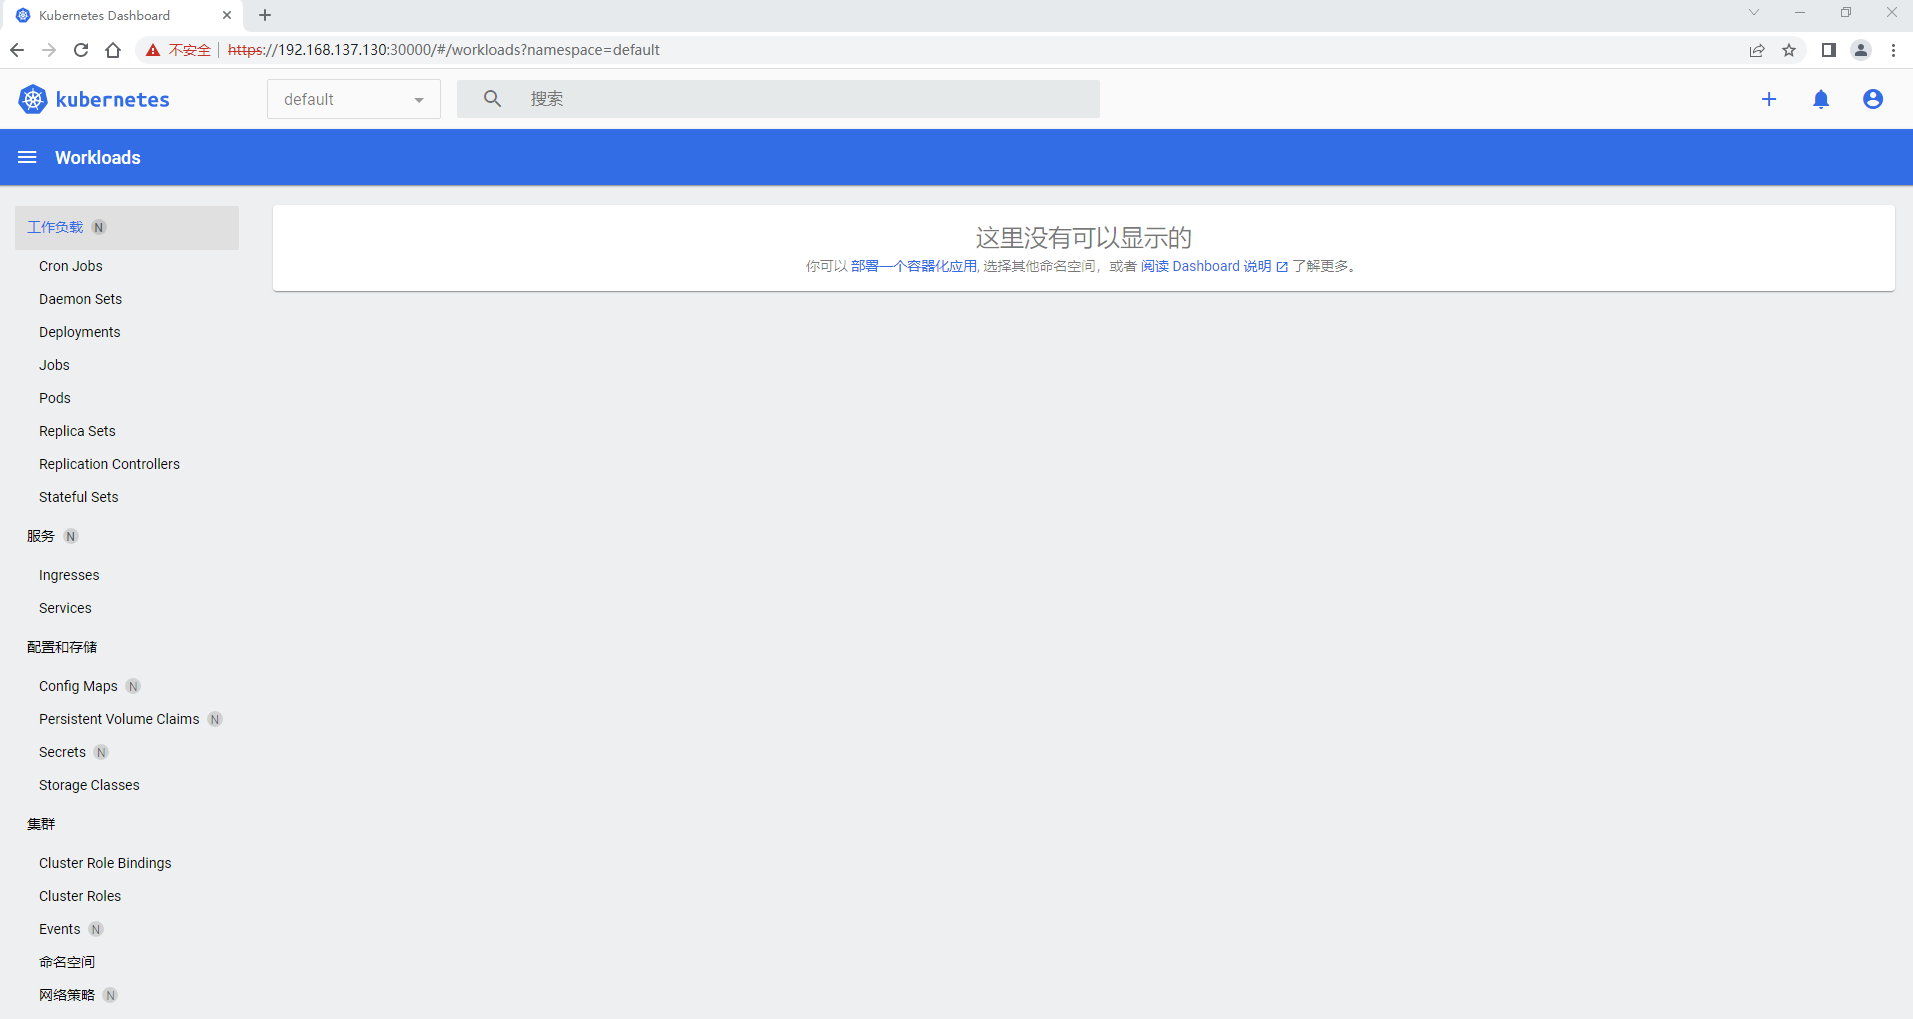 Kubernetes Dashboard
不安全 https://192.168.137.130:30000/#/workloads?namespace=default
kubernetes
default
搜索
Workloads
工作负载 N
Cron Jobs
Daemon Sets
Deployments
Jobs
Pods
Replica Sets
Replication Controllers
Stateful Sets
服务 N
Ingresses
Services
配置和存储
Config Maps N
Persistent Volume Claims N
Secrets N
Storage Classes
集群
Cluster Role Bindings
Cluster Roles
Events N
命名空间
网络策略 N
这里没有可以显示的
你可以 部署一个容器化应用, 选择其他命名空间，或者 阅读 Dashboard 说明 了解更多。